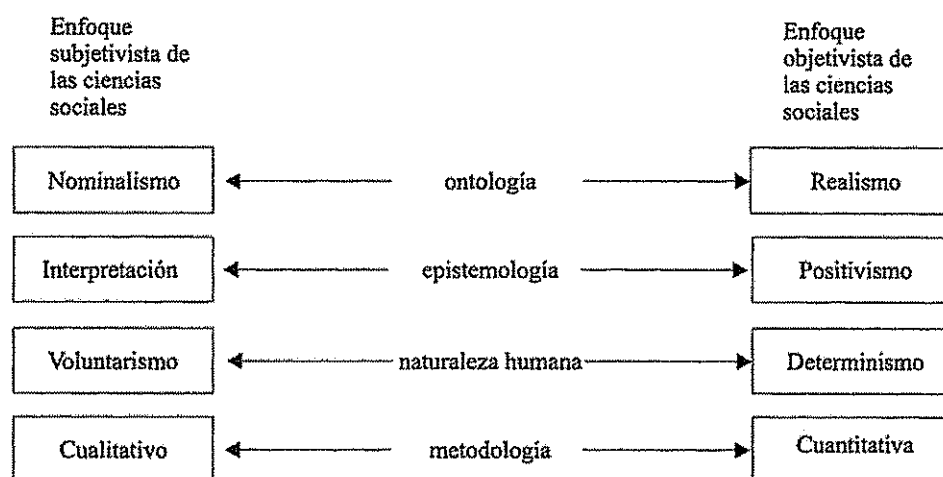 Enfoque
subjetivista de
las ciencias
sociales
Enfoque
objetivista de
las ciencias
sociales
Nominalismo ontología Realismo
Interpretación epistemología Positivismo
Voluntarismo naturaleza humana Determinismo
Cualitativo metodología Cuantitativa